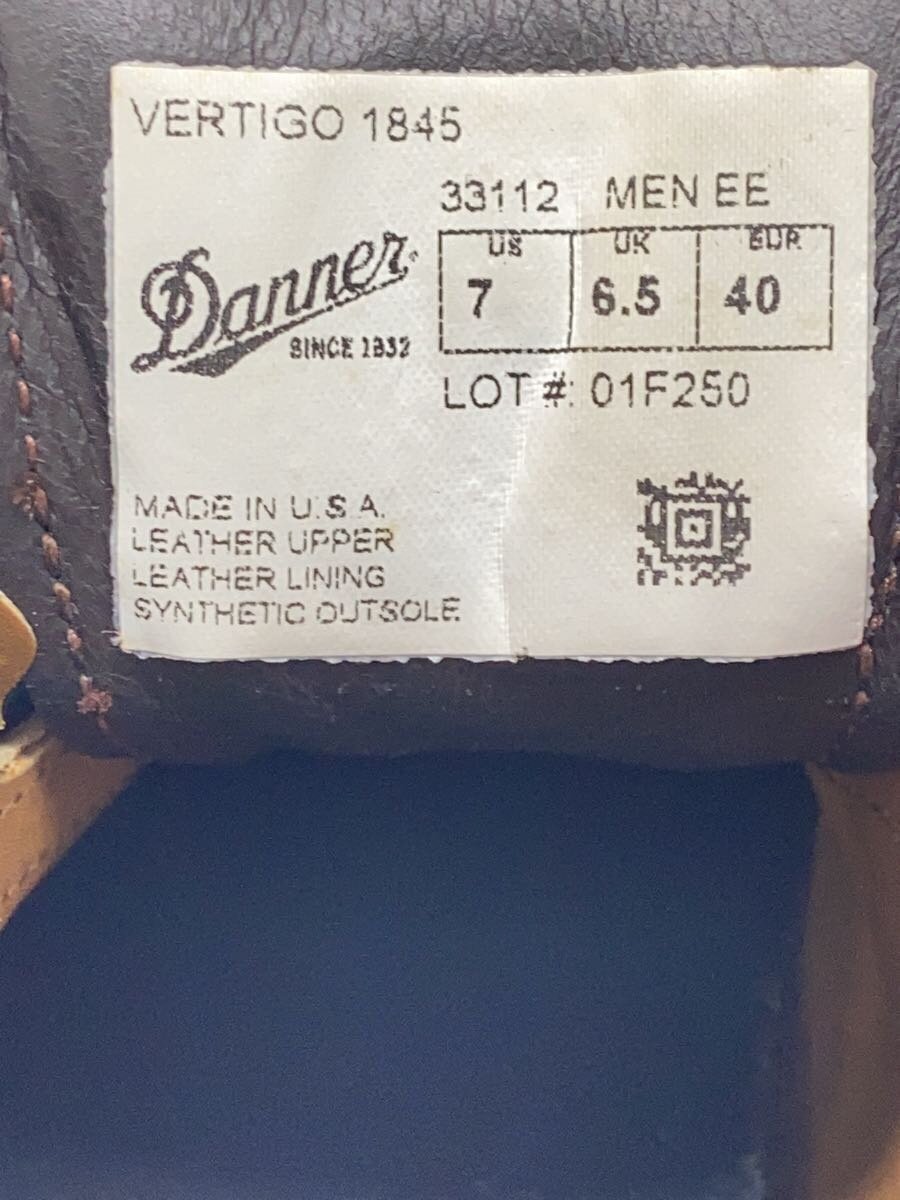 VERTIGO 1845
33112 MEN EE
US UK EUR
7 6.5 40
Danner
SINCE 1932
LOT #: 01F250
MADE IN U.S.A.
LEATHER UPPER
LEATHER LINING
SYNTHETIC OUTSOLE